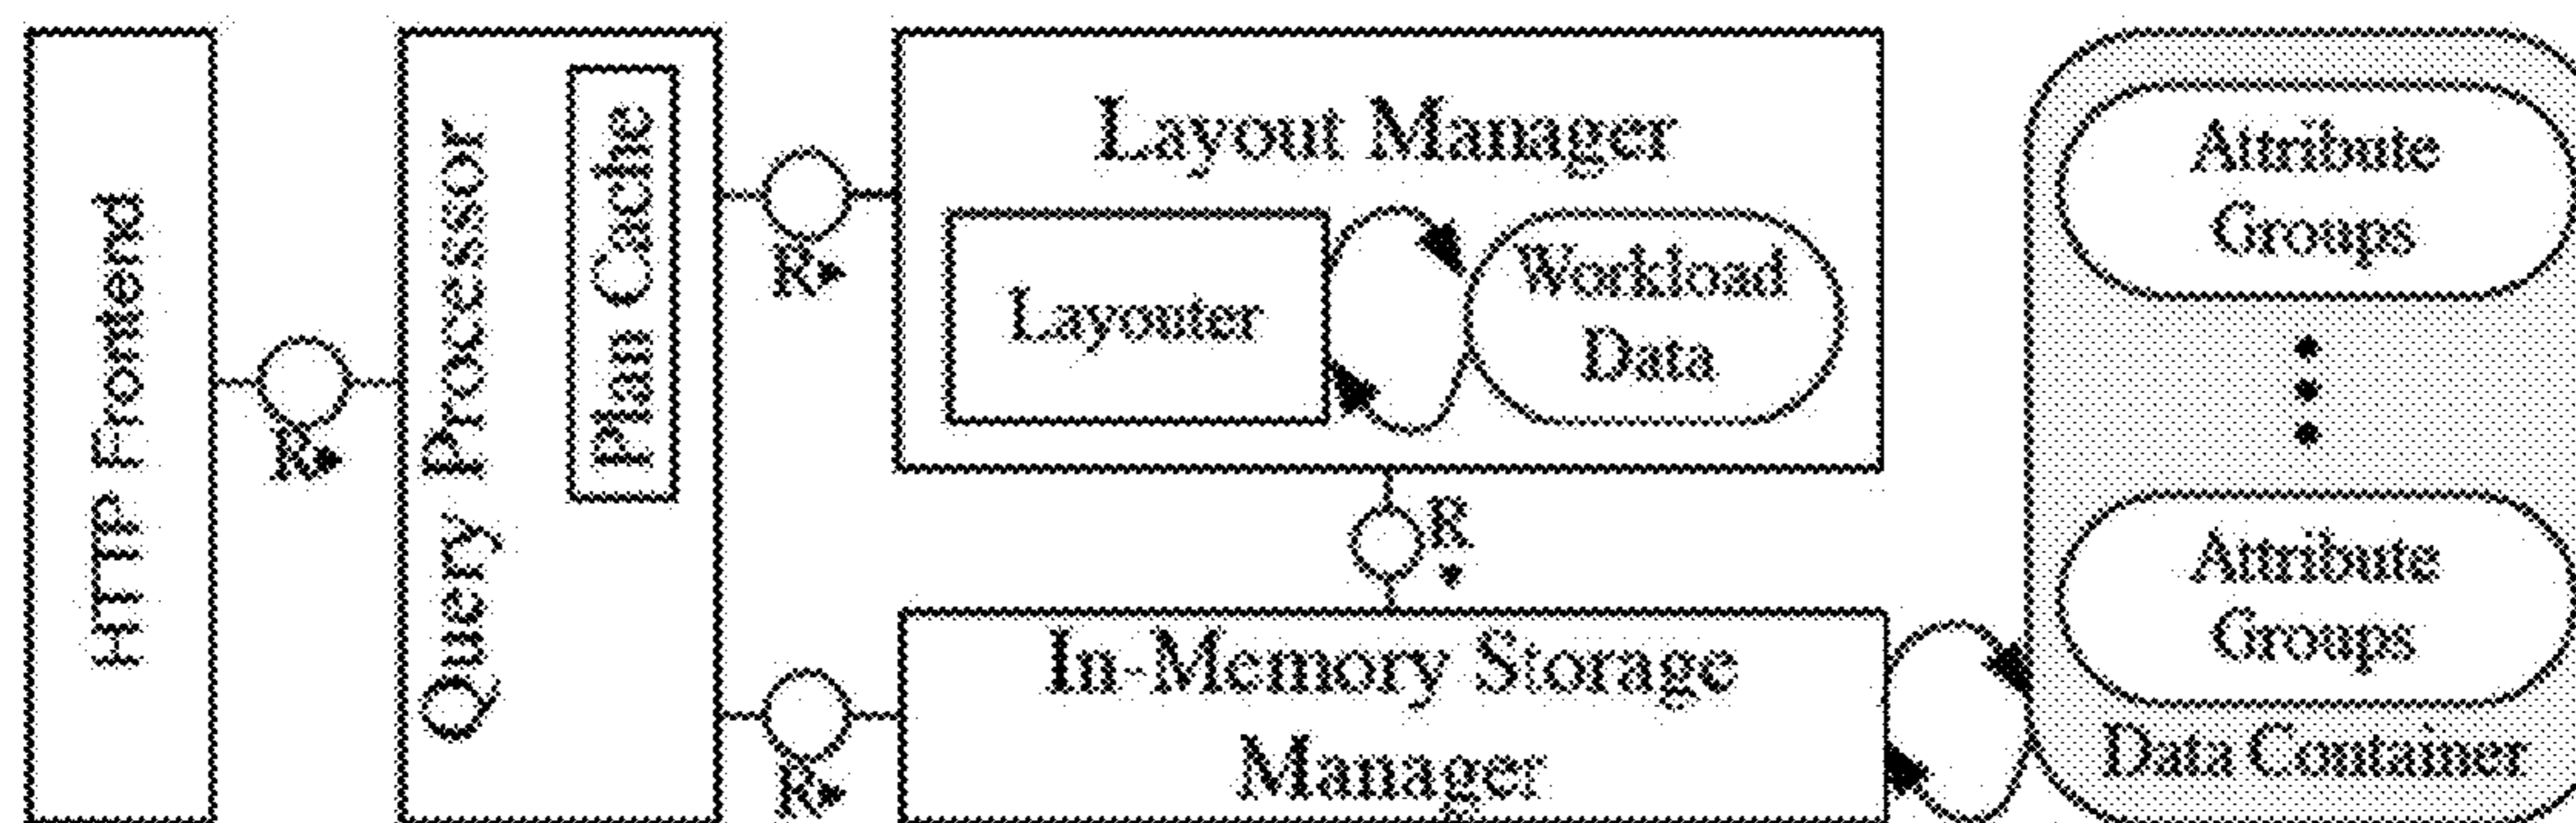 HTTP Frontend
Query Processor
Plan Cache
Layout Manager
Layouter
Workload
Data
In-Memory Storage
Manager
Attribute
Groups
Attribute
Groups
Data Container
R
R
R
R